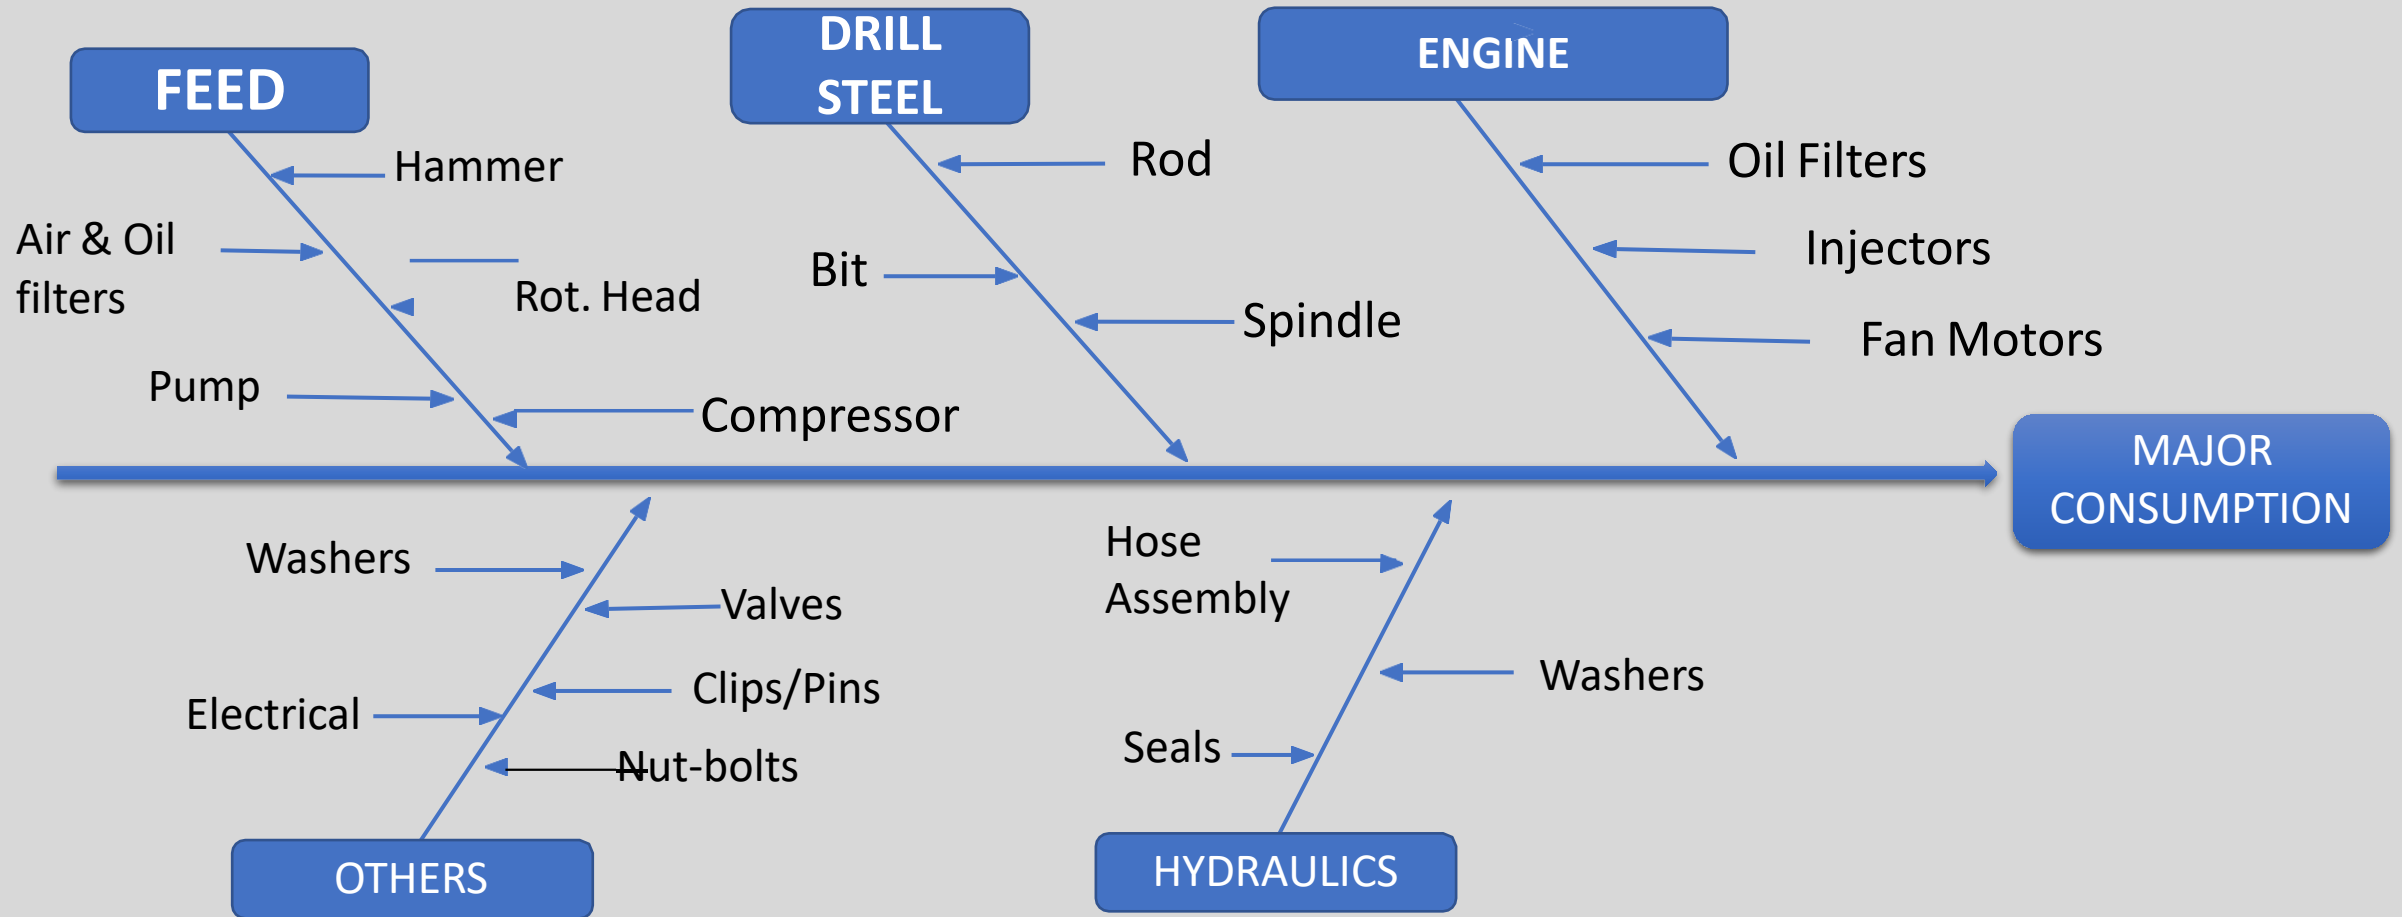 FEED
DRILL
STEEL
ENGINE
Hammer
Air & Oil
filters
Rot. Head
Pump
Compressor
Rod
Bit
Spindle
Oil Filters
Injectors
Fan Motors
MAJOR
CONSUMPTION
Washers
Valves
Clips/Pins
Electrical
Nut-bolts
OTHERS
Hose
Assembly
Washers
Seals
HYDRAULICS